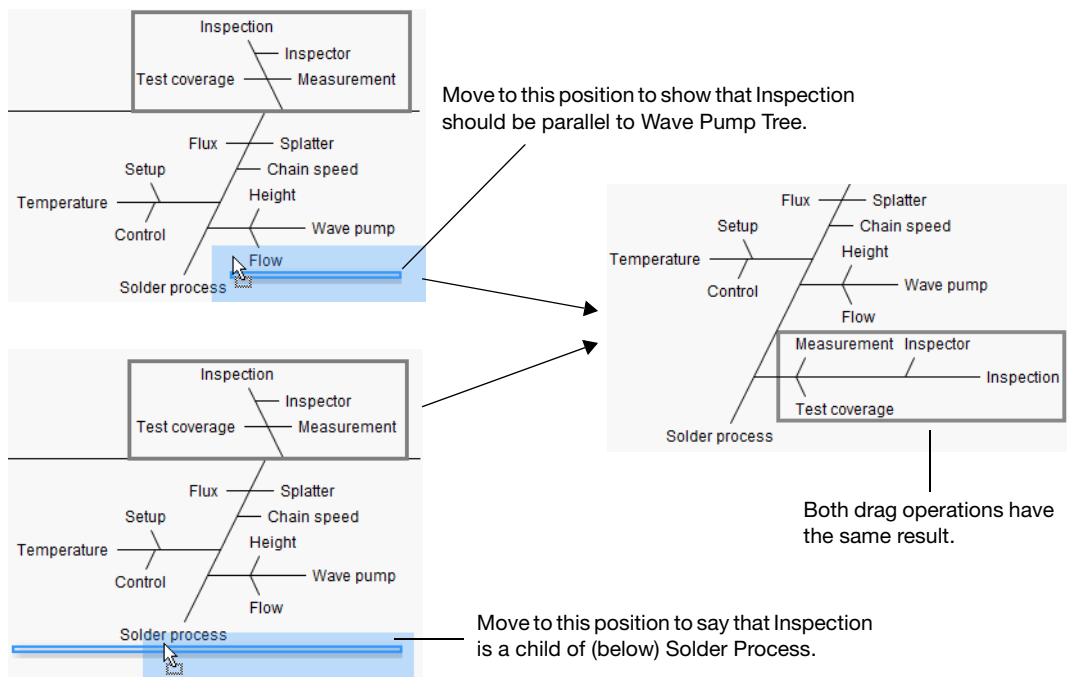 Inspection
Inspector
Test coverage
Measurement
Flux
Splatter
Setup
Chain speed
Temperature
Height
Control
Wave pump
Flow
Solder process
Move to this position to show that Inspection
should be parallel to Wave Pump Tree.
Inspection
Inspector
Test coverage
Measurement
Flux
Splatter
Setup
Chain speed
Temperature
Height
Control
Wave pump
Flow
Solder process
Move to this position to say that Inspection
is a child of (below) Solder Process.
Flux
Splatter
Setup
Chain speed
Temperature
Height
Control
Wave pump
Flow
Measurement
Inspector
Inspection
Test coverage
Solder process
Both drag operations have
the same result.